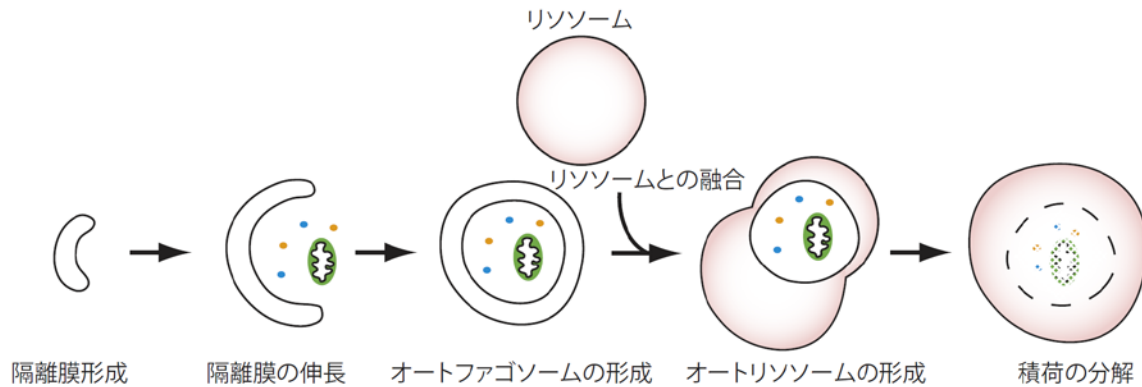 リソソーム
リソソームとの融合
隔離膜形成
隔離膜の伸長
オートファゴソームの形成
オートリソソームの形成
積荷の分解